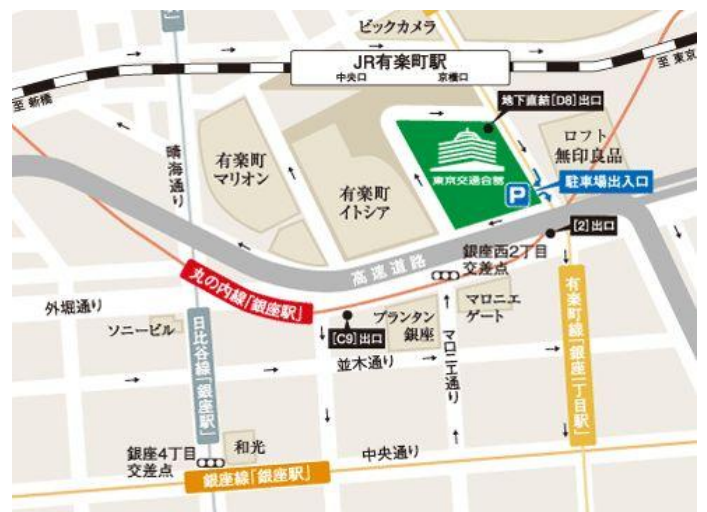 ビックカメラ
JR有楽町駅
中央口
京橋口
至 新橋
至 東京
地下直結[D8]出口
ロフト
無印良品
晴海通り
有楽町
マリオン
有楽町
イトシア
東京交通会館
P
駐車場出入口
[2]出口
高速道路
銀座西2丁目
交差点
丸の内線「銀座駅」
外堀通り
ソニービル
日比谷線「銀座駅」
[C9]出口
プランタン
銀座
マロニエ
ゲート
マロニエ通り
有楽町線「銀座一丁目駅」
並木通り
銀座4丁目
交差点
和光
中央通り
銀座線「銀座駅」